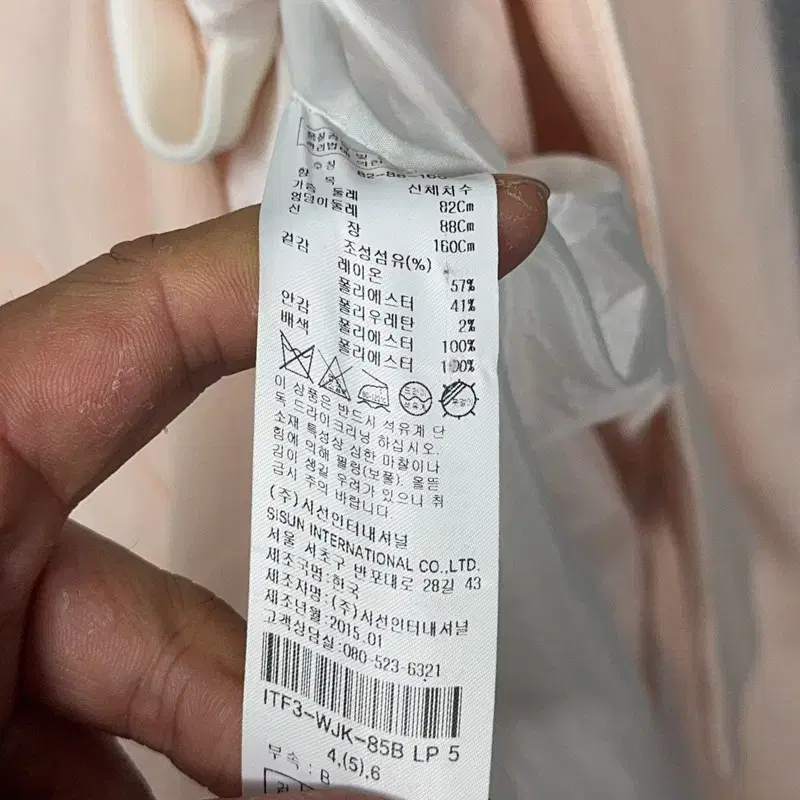 호칭 82-88-160
항 목 신체치수
가슴 둘레 82Cm
엉덩이둘레 88Cm
신 장 160Cm
겉감 조성섬유(%)
레이온 57%
폴리에스터 41%
안감 폴리우레탄 2%
배색 폴리에스터 100%
폴리에스터 100%
이 상품은 반드시 석유계 단
독 드라이크리닝 하십시오.
소재 특성상 심한 마찰이나
힘에 의해 필링(보풀), 올뜯
김이 생길 우려가 있으니 취
급시 주의 바랍니다.
(주)시선인터내셔널
SISUN INTERNATIONAL CO.,LTD.
서울 서초구 반포대로 28길 43
제조국명:한국
제조자명:(주)시선인터내셔널
제조년월:2015.01
고객상담실:080-523-6321
ITF3-WJK-85B LP 5
4,(5),6
부속 : B